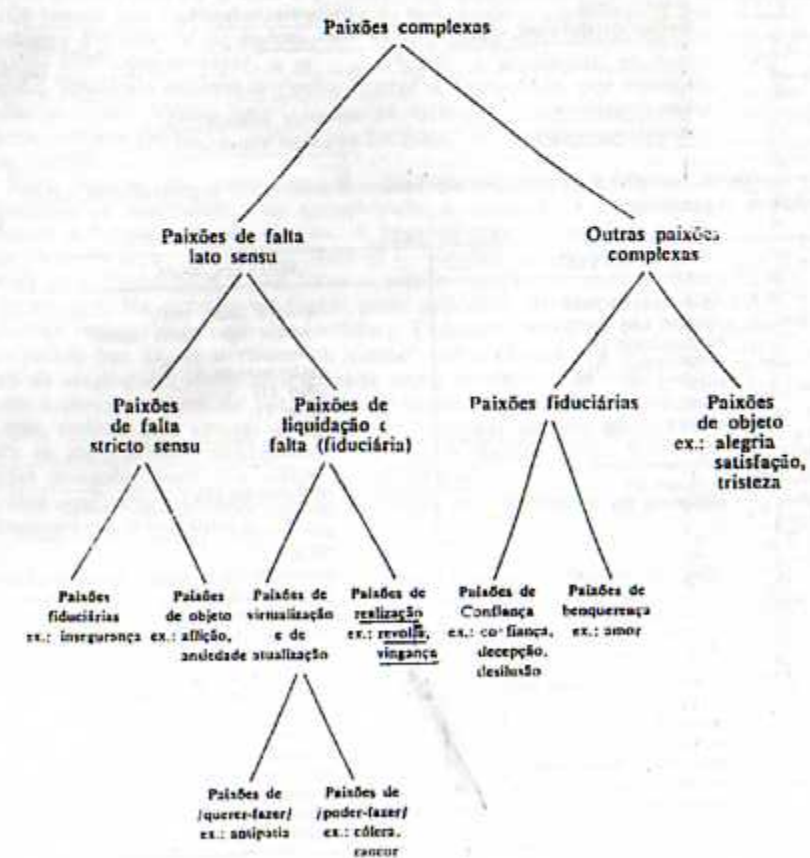 Paixões complexas
Paixões de falta
lato sensu
Outras paixões
complexas
Paixões
de falta
stricto sensu
Paixões de
liquidação e
falta (fiduciária)
Paixões fiduciárias
Paixões
de objeto
ex.: alegria
satisfação,
tristeza
Paixões
fiduciárias
ex.: insegurança
Paixões
de objeto
ex.: aflição,
ansiedade
Paixões de
virtualização
e de
atualização
Paixões de
realização
ex.: revolta,
vingança
Paixões de
Confiança
ex.: confiança,
decepção,
desilusão
Paixões de
benquerença
ex.: amor
Paixões de
/querer-fazer/
ex.: antipatia
Paixões de
/poder-fazer/
ex.: cólera,
rancor